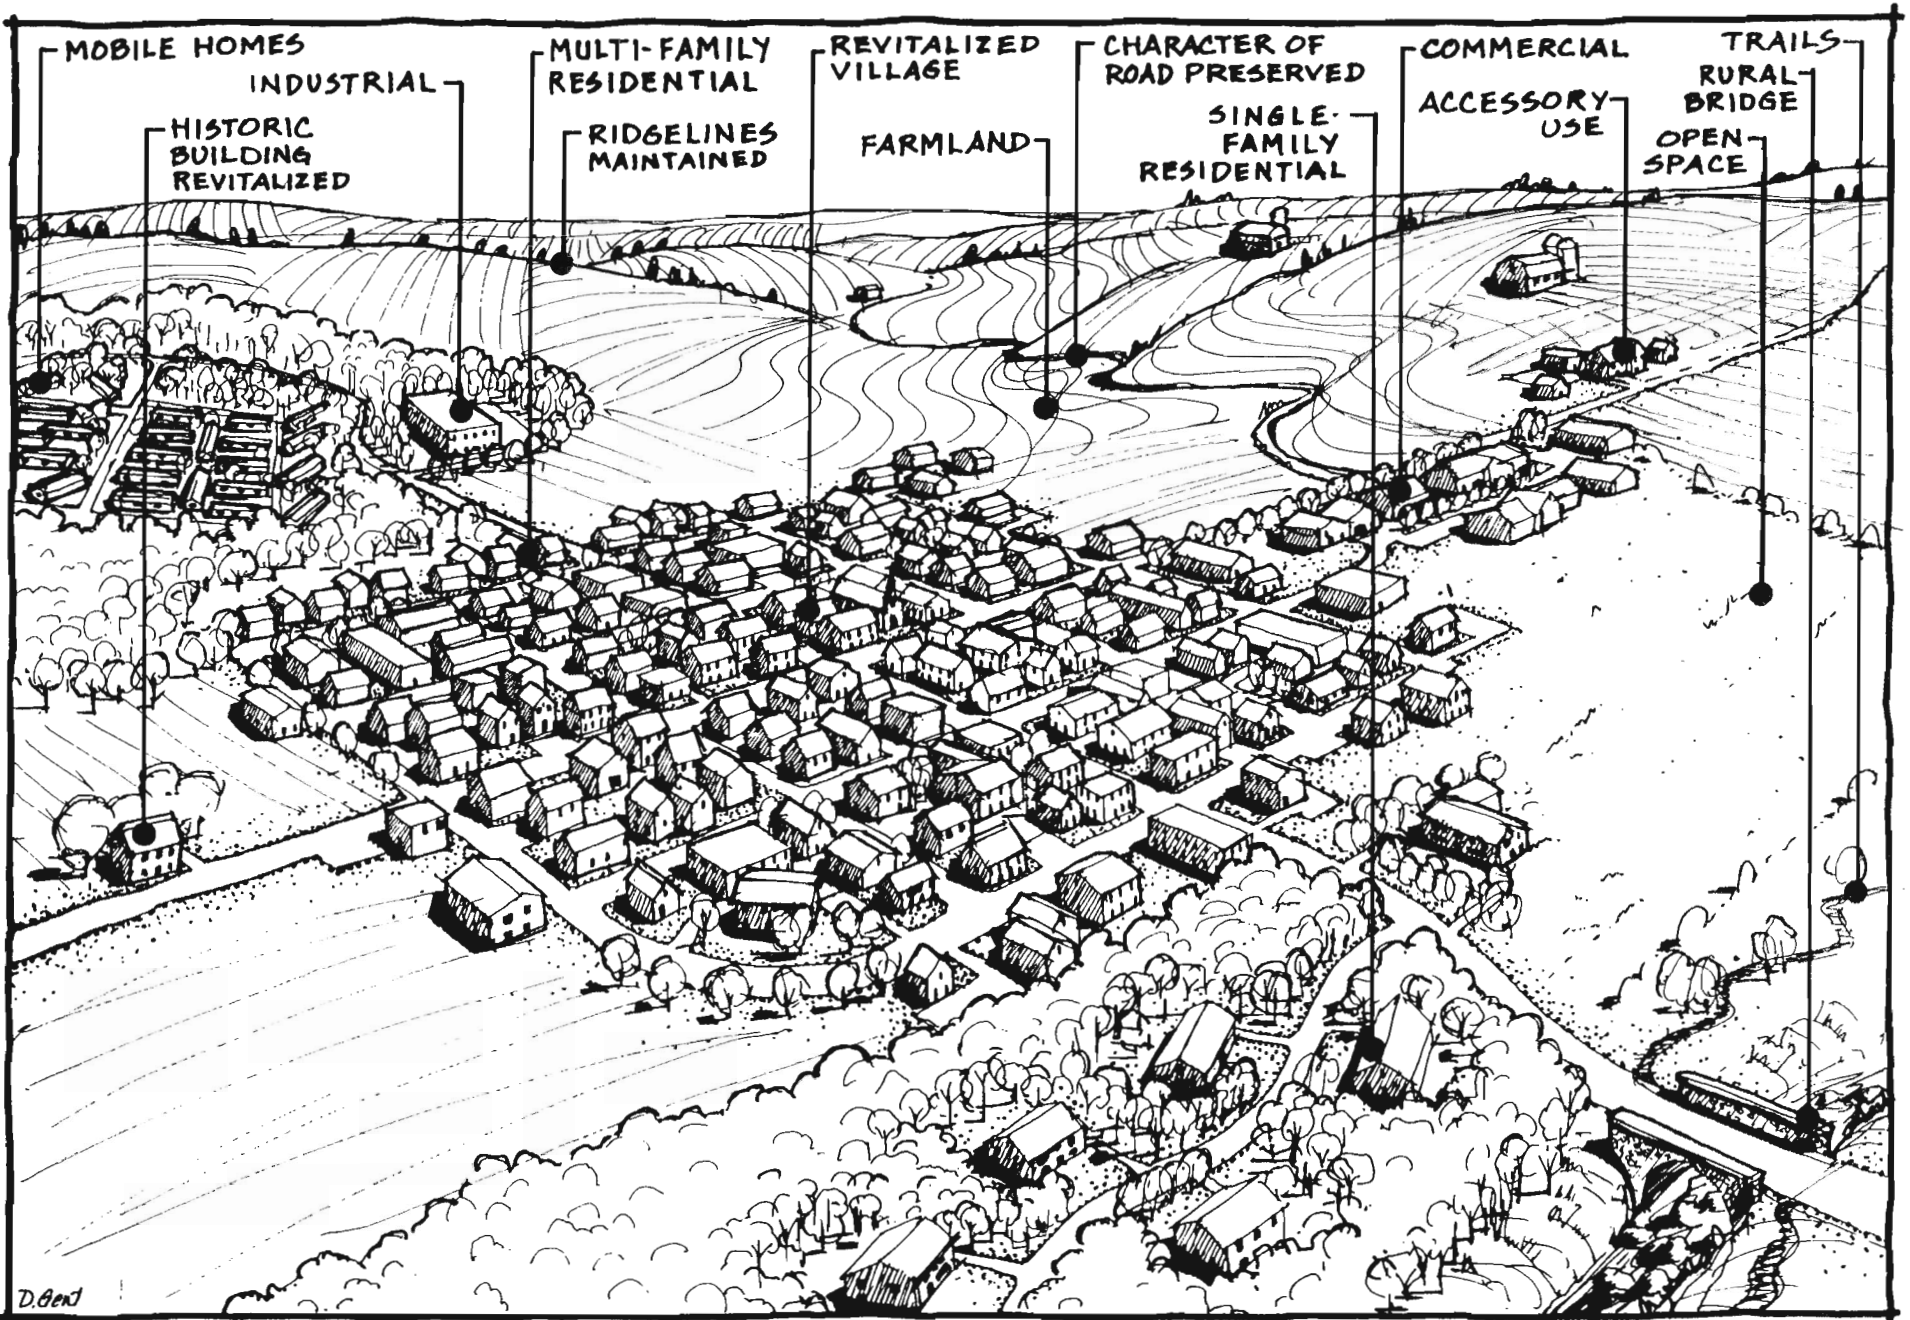 MOBILE HOMES
INDUSTRIAL
HISTORIC
BUILDING
REVITALIZED
MULTI-FAMILY
RESIDENTIAL
RIDGELINES
MAINTAINED
REVITALIZED
VILLAGE
FARMLAND
CHARACTER OF
ROAD PRESERVED
SINGLE-
FAMILY
RESIDENTIAL
COMMERCIAL
ACCESSORY
USE
TRAILS
RURAL
BRIDGE
OPEN
SPACE